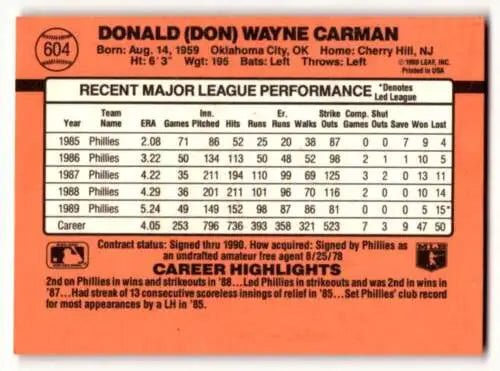 604
DONALD (DON) WAYNE CARMAN
Born: Aug. 14, 1959 Oklahoma City, OK Home: Cherry Hill, NJ
Ht: 6' 3" Wgt: 195 Bats: Left Throws: Left
©1989 LEAF, INC.
Printed in USA
RECENT MAJOR LEAGUE PERFORMANCE *Denotes Led League
Year Team Name ERA Games Inn. Pitched Hits Runs Er. Runs Walks Strike Outs Comp. Games Shut Outs Save Won Lost
1985 Phillies 2.08 71 86 52 25 20 38 87 0 0 7 9 4
1986 Phillies 3.22 50 134 113 50 48 52 98 2 1 1 10 5
1987 Phillies 4.22 35 211 194 110 99 69 125 3 2 0 13 11
1988 Phillies 4.29 36 201 211 101 96 70 116 2 0 0 10 14
1989 Phillies 5.24 49 149 152 98 87 86 81 0 0 5 15*
Career 4.05 253 796 736 393 358 321 523 7 3 9 47 50
Contract status: Signed thru 1990. How acquired: Signed by Phillies as
an undrafted amateur free agent 8/25/78
CAREER HIGHLIGHTS
2nd on Phillies in wins and strikeouts in '88...Led Phillies in strikeouts and was 2nd in wins in
'87...Had streak of 13 consecutive scoreless innings of relief in '85...Set Phillies' club record
for most appearances by a LH in '85.
MLB